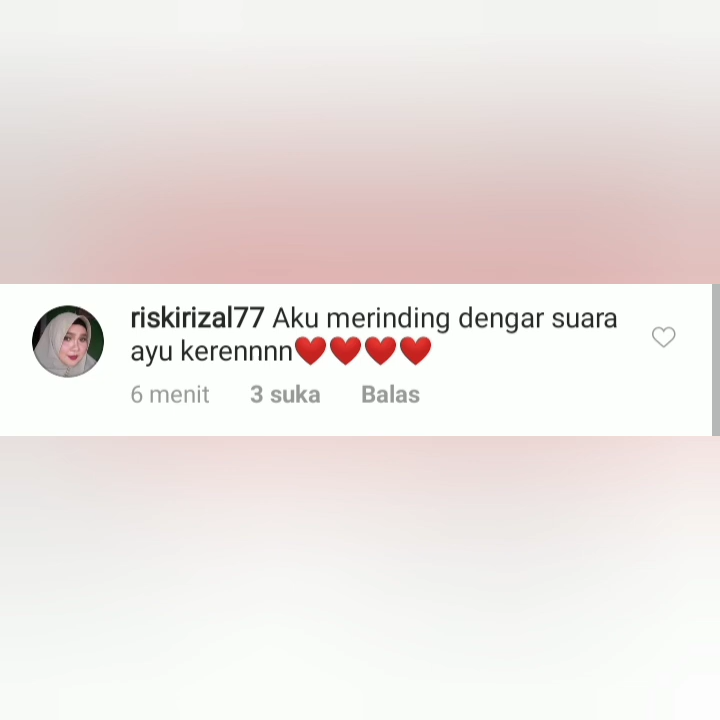 riskirizal77 Aku merinding dengar suara
ayu kerennnn❤️❤️❤️❤️
6 menit 3 suka Balas